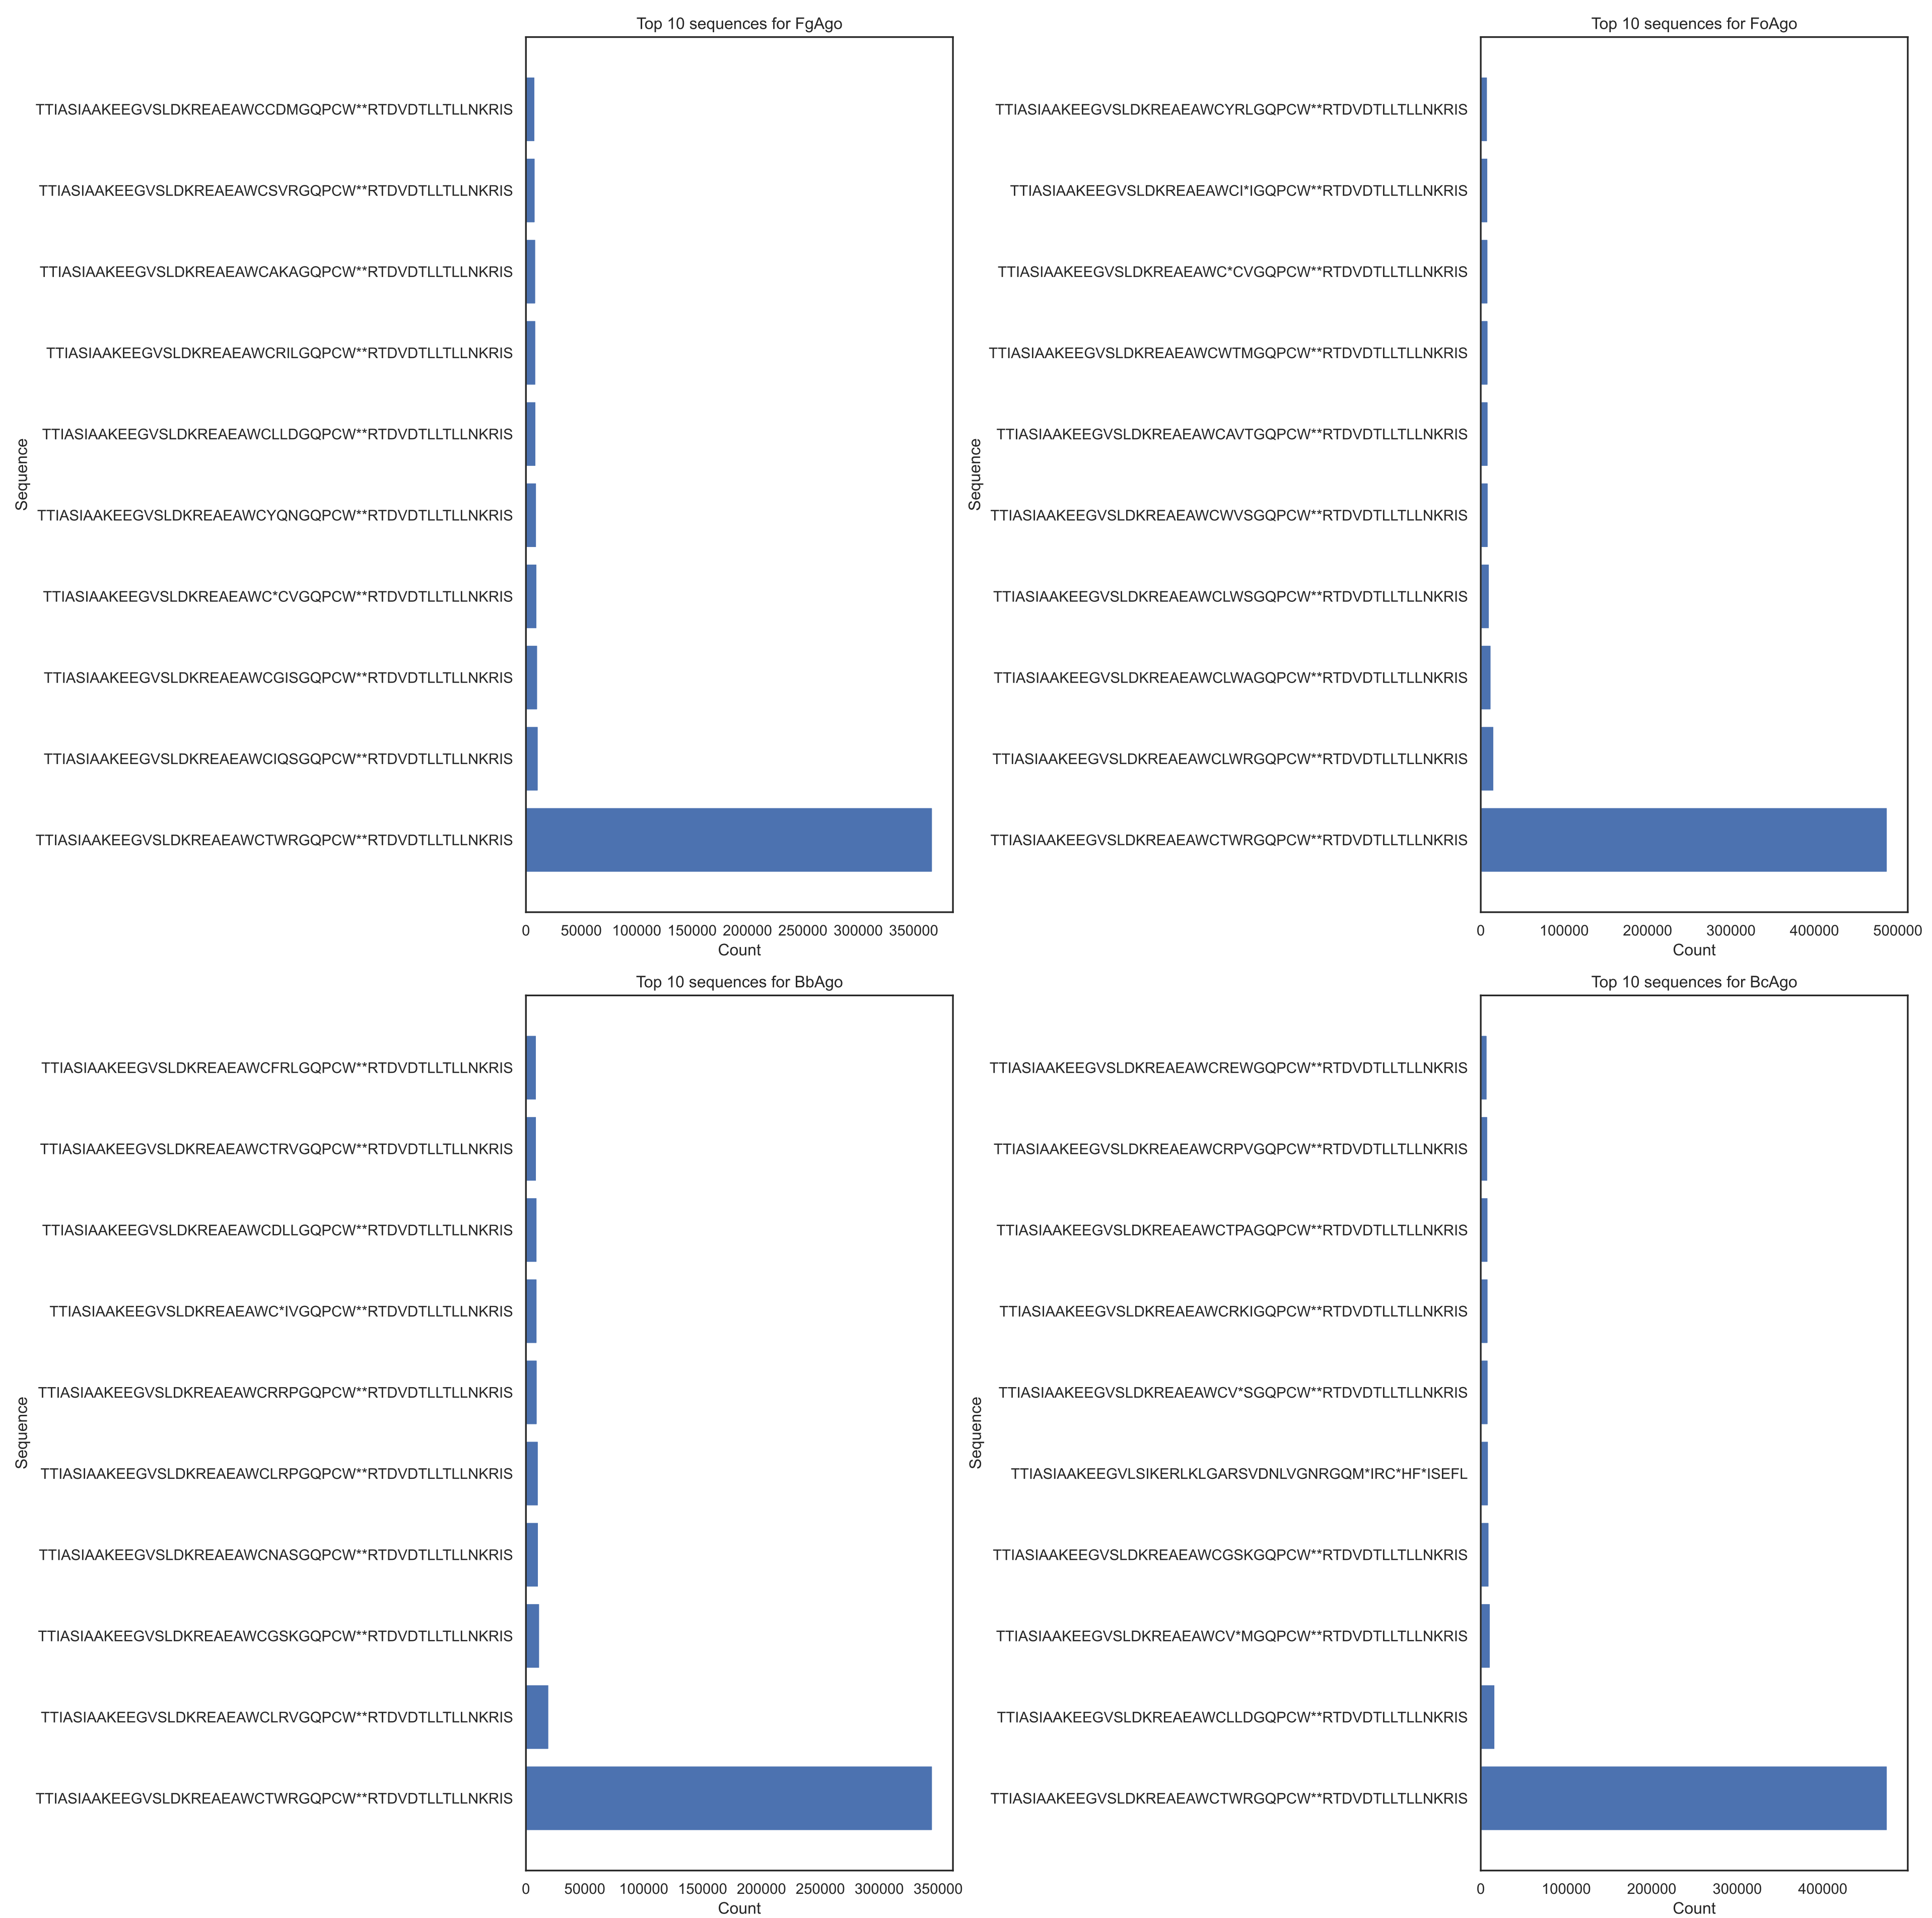 Top 10 sequences for FgAgo
TTIASIAAKEEGVSLDKREAEAWCCDMGQPCW**RTDVDTLLTLLNKRIS
TTIASIAAKEEGVSLDKREAEAWCSVRGQPCW**RTDVDTLLTLLNKRIS
TTIASIAAKEEGVSLDKREAEAWCAKAGQPCW**RTDVDTLLTLLNKRIS
TTIASIAAKEEGVSLDKREAEAWCRILGQPCW**RTDVDTLLTLLNKRIS
TTIASIAAKEEGVSLDKREAEAWCLLDGQPCW**RTDVDTLLTLLNKRIS
TTIASIAAKEEGVSLDKREAEAWCYQNGQPCW**RTDVDTLLTLLNKRIS
TTIASIAAKEEGVSLDKREAEAWC*CVGQPCW**RTDVDTLLTLLNKRIS
TTIASIAAKEEGVSLDKREAEAWCGISGQPCW**RTDVDTLLTLLNKRIS
TTIASIAAKEEGVSLDKREAEAWCIQSGQPCW**RTDVDTLLTLLNKRIS
TTIASIAAKEEGVSLDKREAEAWCTWRGQPCW**RTDVDTLLTLLNKRIS
Sequence
0 50000 100000 150000 200000 250000 300000 350000
Count
Top 10 sequences for FoAgo
TTIASIAAKEEGVSLDKREAEAWCYRLGQPCW**RTDVDTLLTLLNKRIS
TTIASIAAKEEGVSLDKREAEAWCI*IGQPCW**RTDVDTLLTLLNKRIS
TTIASIAAKEEGVSLDKREAEAWC*CVGQPCW**RTDVDTLLTLLNKRIS
TTIASIAAKEEGVSLDKREAEAWCWTMGQPCW**RTDVDTLLTLLNKRIS
TTIASIAAKEEGVSLDKREAEAWCAVTGQPCW**RTDVDTLLTLLNKRIS
TTIASIAAKEEGVSLDKREAEAWCWVSGQPCW**RTDVDTLLTLLNKRIS
TTIASIAAKEEGVSLDKREAEAWCLWSGQPCW**RTDVDTLLTLLNKRIS
TTIASIAAKEEGVSLDKREAEAWCLWAGQPCW**RTDVDTLLTLLNKRIS
TTIASIAAKEEGVSLDKREAEAWCLWRGQPCW**RTDVDTLLTLLNKRIS
TTIASIAAKEEGVSLDKREAEAWCTWRGQPCW**RTDVDTLLTLLNKRIS
Sequence
0 100000 200000 300000 400000 500000
Count
Top 10 sequences for BbAgo
TTIASIAAKEEGVSLDKREAEAWCFRLGQPCW**RTDVDTLLTLLNKRIS
TTIASIAAKEEGVSLDKREAEAWCTRVGQPCW**RTDVDTLLTLLNKRIS
TTIASIAAKEEGVSLDKREAEAWCDLLGQPCW**RTDVDTLLTLLNKRIS
TTIASIAAKEEGVSLDKREAEAWC*IVGQPCW**RTDVDTLLTLLNKRIS
TTIASIAAKEEGVSLDKREAEAWCRRPGQPCW**RTDVDTLLTLLNKRIS
TTIASIAAKEEGVSLDKREAEAWCLRPGQPCW**RTDVDTLLTLLNKRIS
TTIASIAAKEEGVSLDKREAEAWCNASGQPCW**RTDVDTLLTLLNKRIS
TTIASIAAKEEGVSLDKREAEAWCGSKGQPCW**RTDVDTLLTLLNKRIS
TTIASIAAKEEGVSLDKREAEAWCLRVGQPCW**RTDVDTLLTLLNKRIS
TTIASIAAKEEGVSLDKREAEAWCTWRGQPCW**RTDVDTLLTLLNKRIS
Sequence
0 50000 100000 150000 200000 250000 300000 350000
Count
Top 10 sequences for BcAgo
TTIASIAAKEEGVSLDKREAEAWCREWGQPCW**RTDVDTLLTLLNKRIS
TTIASIAAKEEGVSLDKREAEAWCRPVGQPCW**RTDVDTLLTLLNKRIS
TTIASIAAKEEGVSLDKREAEAWCTPAGQPCW**RTDVDTLLTLLNKRIS
TTIASIAAKEEGVSLDKREAEAWCRKIGQPCW**RTDVDTLLTLLNKRIS
TTIASIAAKEEGVSLDKREAEAWCV*SGQPCW**RTDVDTLLTLLNKRIS
TTIASIAAKEEGVLSIKERLKLGARSVDNLVGNRGQM*IRC*HF*ISEFL
TTIASIAAKEEGVSLDKREAEAWCGSKGQPCW**RTDVDTLLTLLNKRIS
TTIASIAAKEEGVSLDKREAEAWCV*MGQPCW**RTDVDTLLTLLNKRIS
TTIASIAAKEEGVSLDKREAEAWCLLDGQPCW**RTDVDTLLTLLNKRIS
TTIASIAAKEEGVSLDKREAEAWCTWRGQPCW**RTDVDTLLTLLNKRIS
Sequence
0 100000 200000 300000 400000
Count